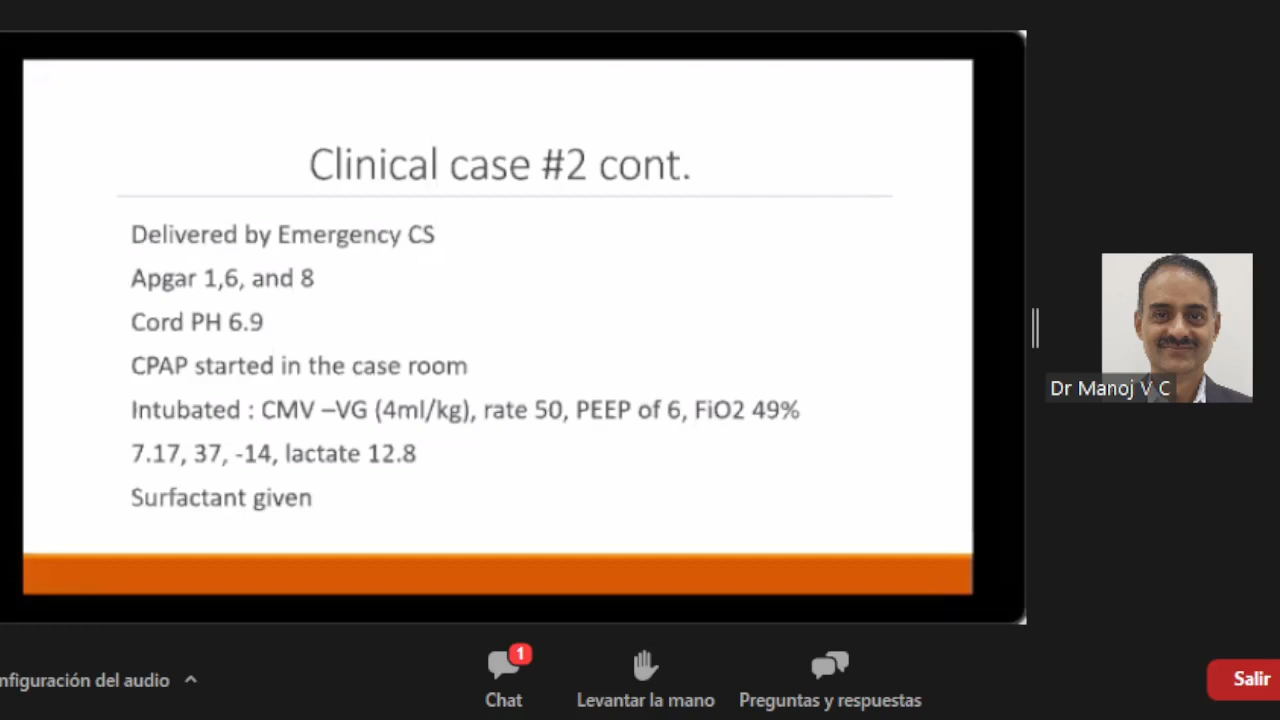 Clinical case #2 cont.
Delivered by Emergency CS
Apgar 1,6, and 8
Cord PH 6.9
CPAP started in the case room
Intubated : CMV –VG (4ml/kg), rate 50, PEEP of 6, FiO2 49%
7.17, 37, -14, lactate 12.8
Surfactant given
Dr Manoj V C
nfiguración del audio
1
Chat
Levantar la mano
Preguntas y respuestas
Salir